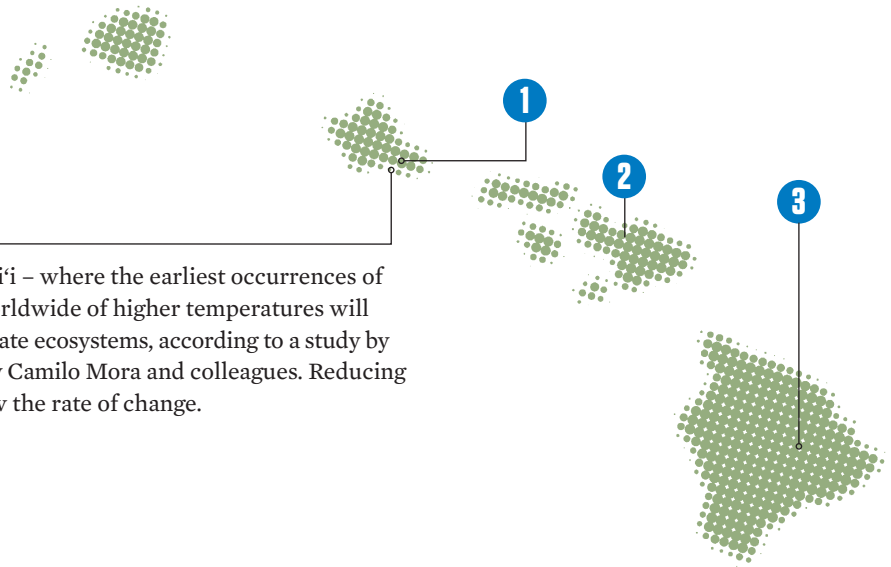 1
2
3
i‘i – where the earliest occurrences of
rldwide of higher temperatures will
ate ecosystems, according to a study by
Camilo Mora and colleagues. Reducing
the rate of change.